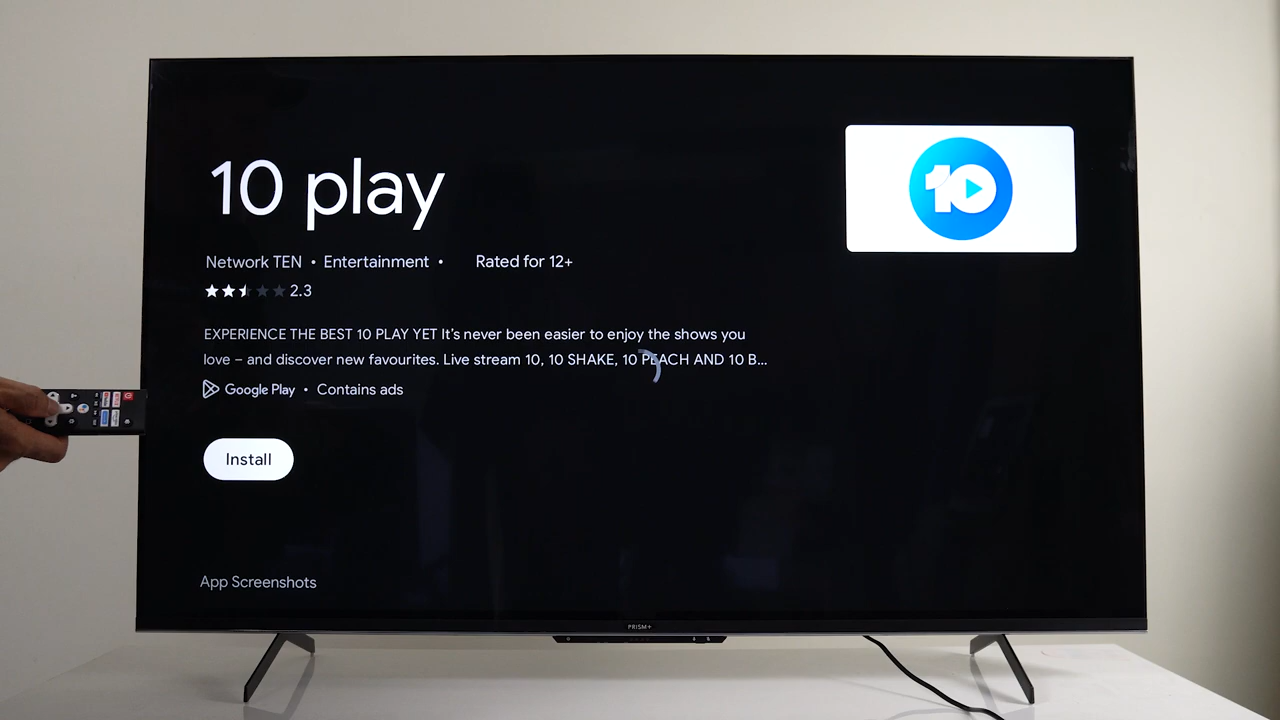 10 play
10
Network TEN • Entertainment • Rated for 12+
2.3
EXPERIENCE THE BEST 10 PLAY YET It's never been easier to enjoy the shows you
love – and discover new favourites. Live stream 10, 10 SHAKE, 10 PEACH AND 10 B...
Google Play • Contains ads
Install
App Screenshots
PRISM+